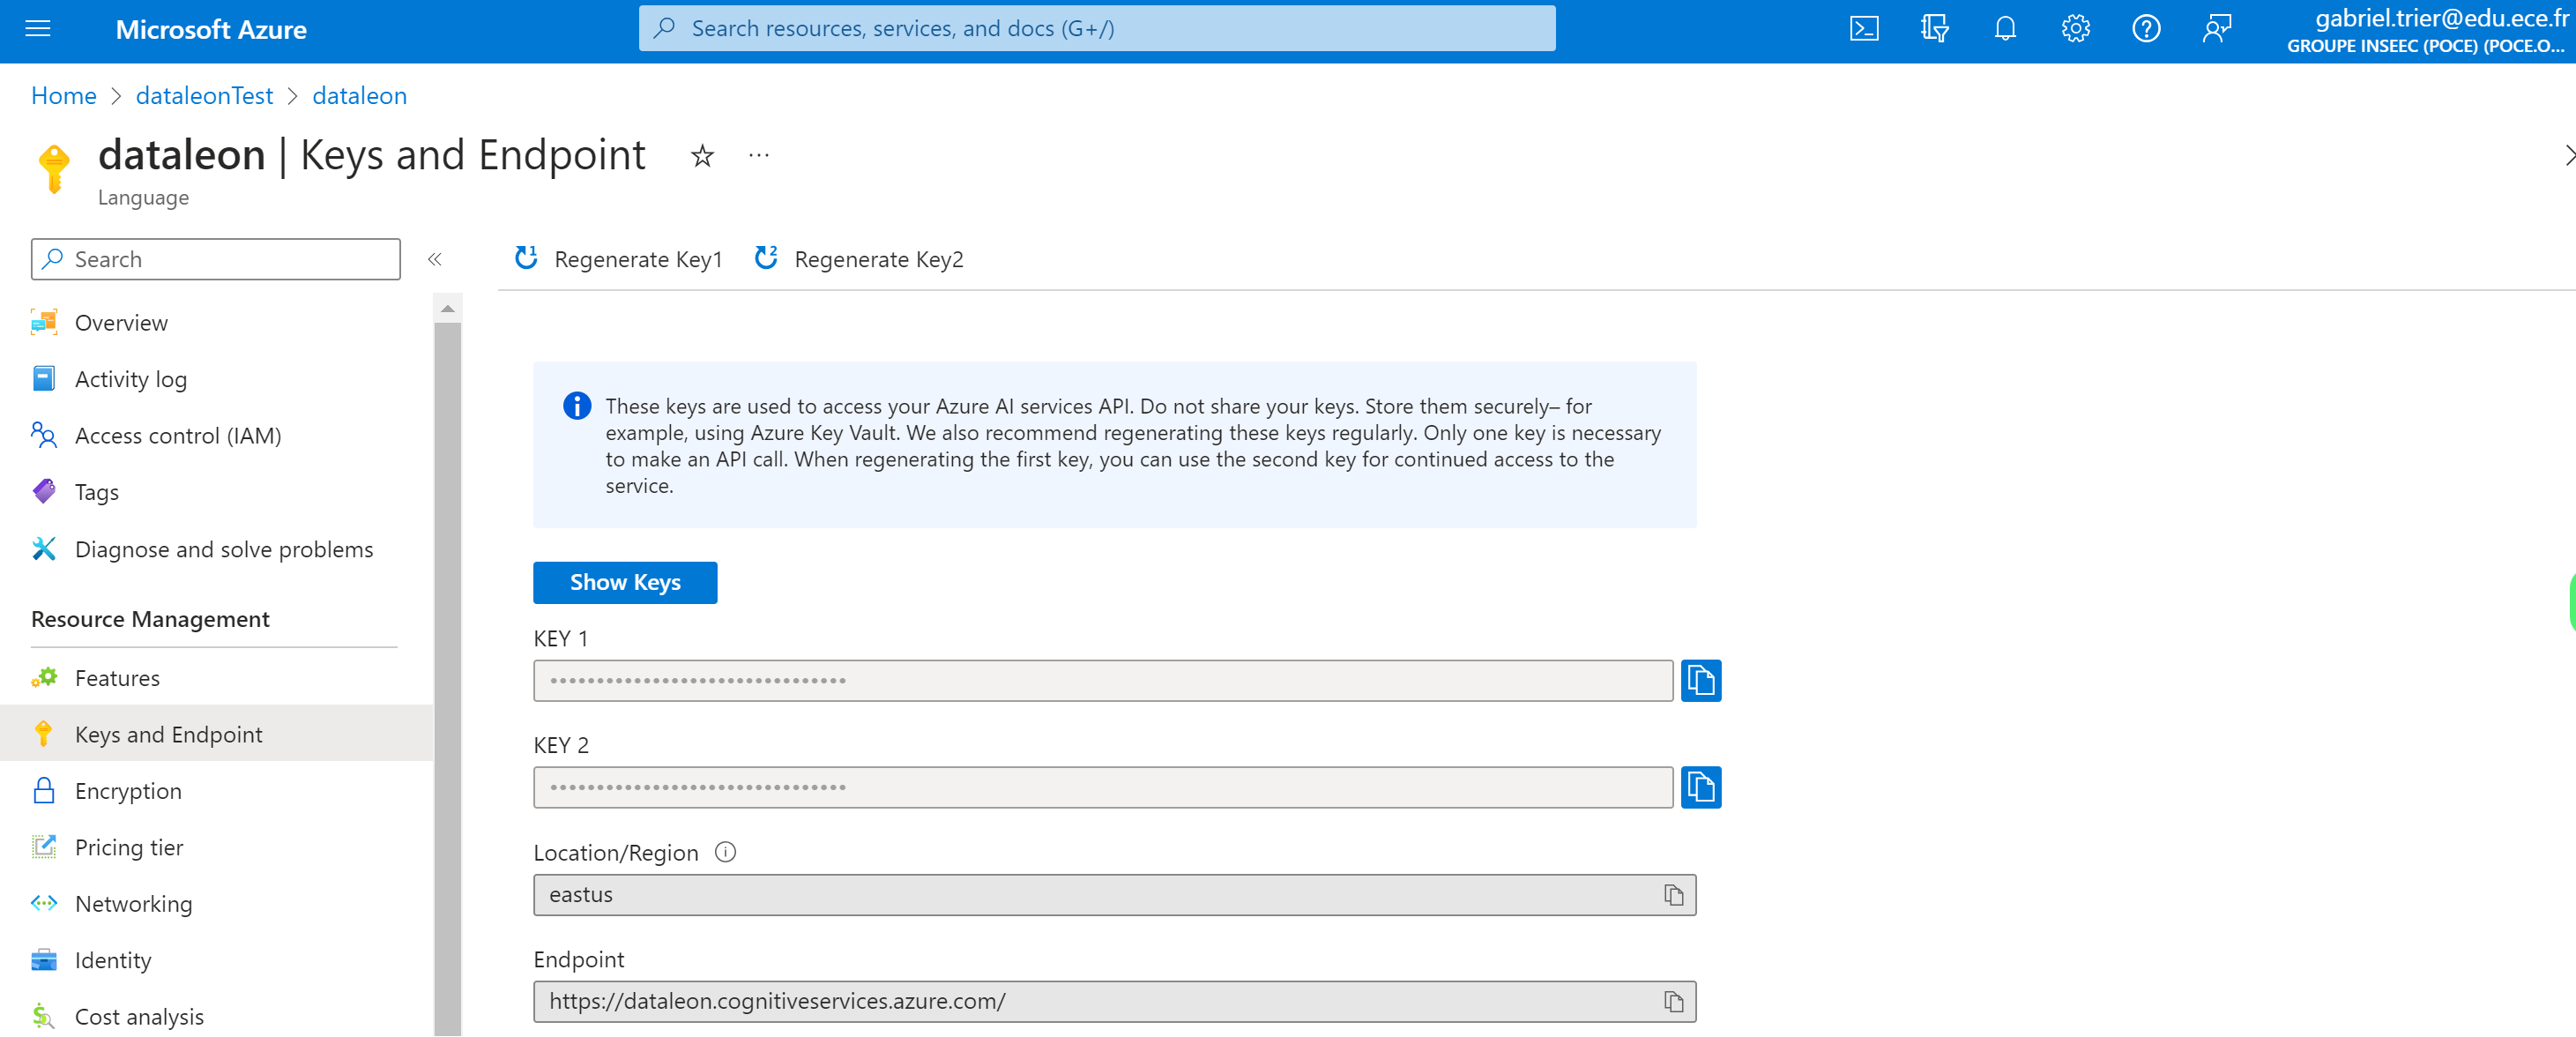 Microsoft Azure
Search resources, services, and docs (G+/)
gabriel.trier@edu.ece.fr
GROUPE INSEEC (POCE) (POCE.O...
Home > dataleonTest > dataleon
dataleon | Keys and Endpoint
Language
Search
Regenerate Key1
Regenerate Key2
Overview
Activity log
Access control (IAM)
Tags
Diagnose and solve problems
Resource Management
Features
Keys and Endpoint
Encryption
Pricing tier
Networking
Identity
Cost analysis
These keys are used to access your Azure AI services API. Do not share your keys. Store them securely– for
example, using Azure Key Vault. We also recommend regenerating these keys regularly. Only one key is necessary
to make an API call. When regenerating the first key, you can use the second key for continued access to the
service.
Show Keys
KEY 1
••••••••••••••••••••••••••••••••
KEY 2
••••••••••••••••••••••••••••••••
Location/Region
eastus
Endpoint
https://dataleon.cognitiveservices.azure.com/